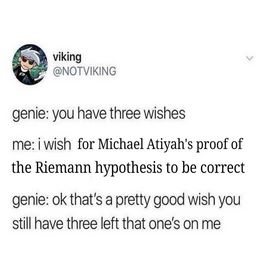 viking
@NOTVIKING
genie: you have three wishes
me: i wish for Michael Atiyah's proof of
the Riemann hypothesis to be correct
genie: ok that's a pretty good wish you
still have three left that one's on me